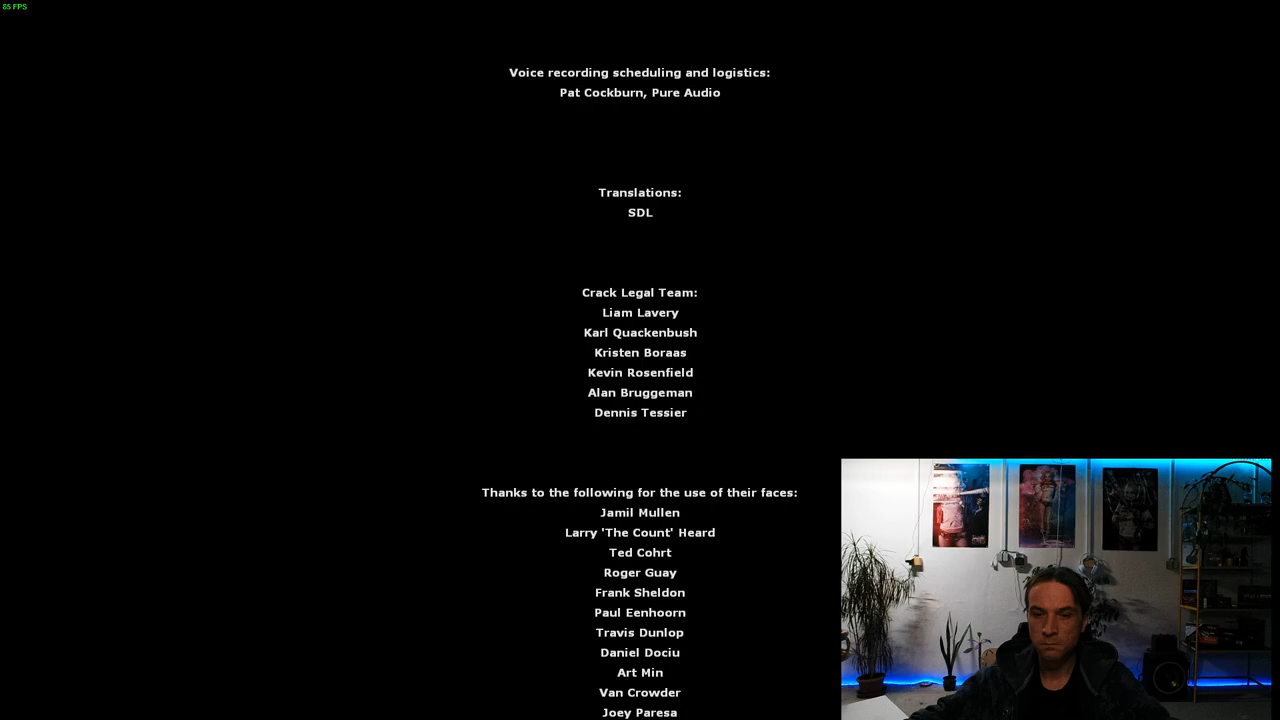 85 FPS
Voice recording scheduling and logistics:
Pat Cockburn, Pure Audio
Translations:
SDL
Crack Legal Team:
Liam Lavery
Karl Quackenbush
Kristen Boraas
Kevin Rosenfield
Alan Bruggeman
Dennis Tessier
Thanks to the following for the use of their faces:
Jamil Mullen
Larry 'The Count' Heard
Ted Cohrt
Roger Guay
Frank Sheldon
Paul Eenhoorn
Travis Dunlop
Daniel Dociu
Art Min
Van Crowder
Joey Paresa